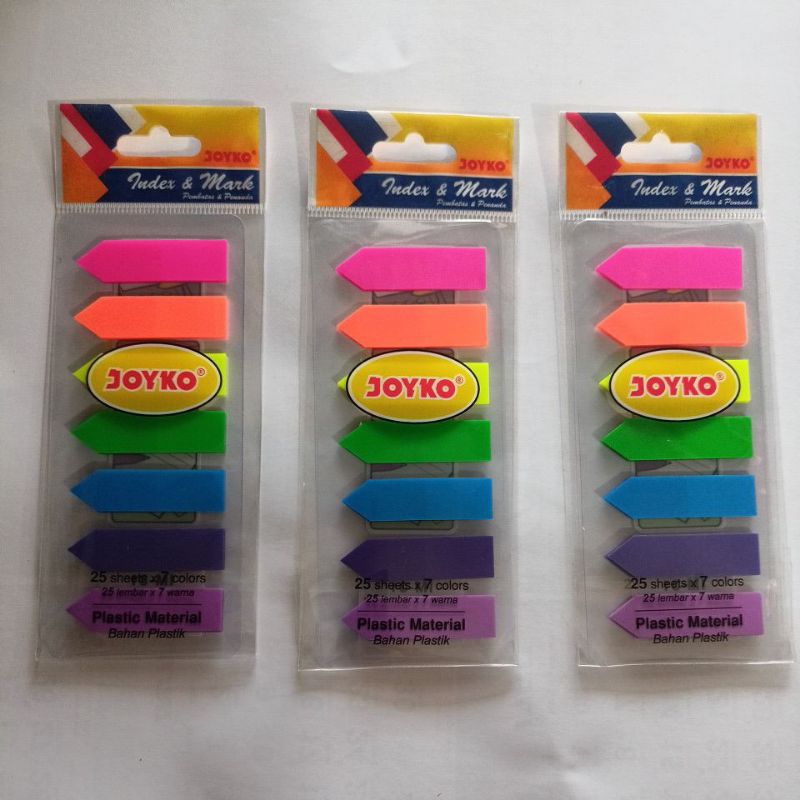 JOYKO®
Index & Mark
Pembatas & Penanda
JOYKO®
25 sheets x 7 colors
25 lembar x 7 warna
Plastic Material
Bahan Plastik
JOYKO®
Index & Mark
Pembatas & Penanda
JOYKO®
25 sheets x 7 colors
25 lembar x 7 warna
Plastic Material
Bahan Plastik
JOYKO®
Index & Mark
Pembatas & Penanda
JOYKO®
25 sheets x 7 colors
25 lembar x 7 warna
Plastic Material
Bahan Plastik